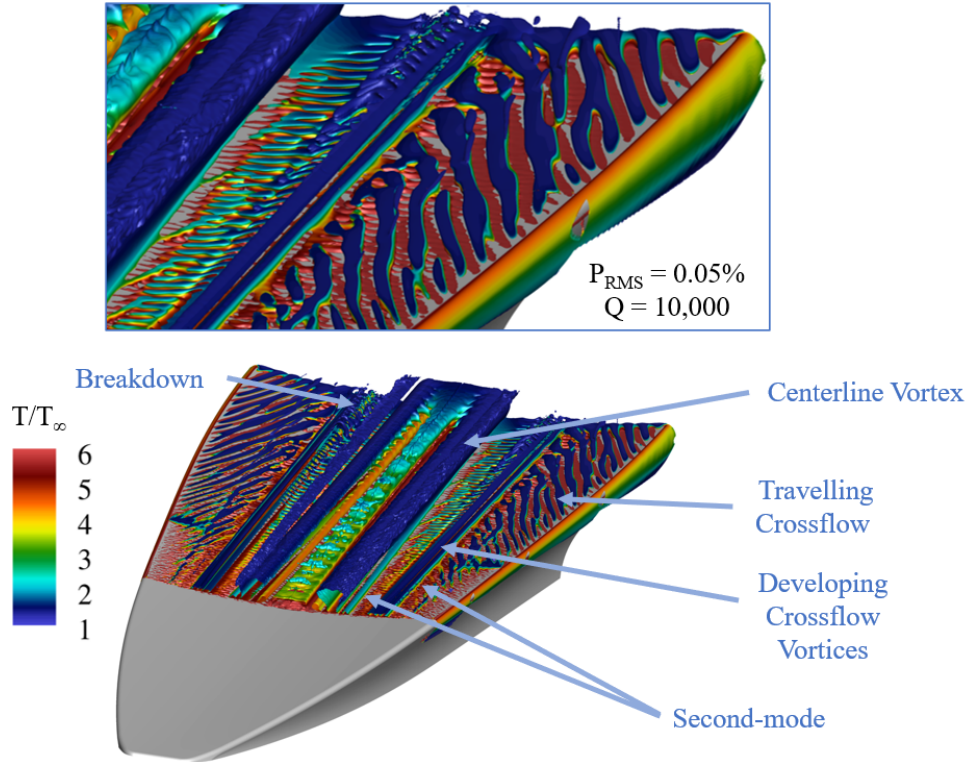 P_RMS = 0.05%
Q = 10,000
Breakdown
Centerline Vortex
T/T_∞
6
5
4
3
2
1
Travelling
Crossflow
Developing
Crossflow
Vortices
Second-mode